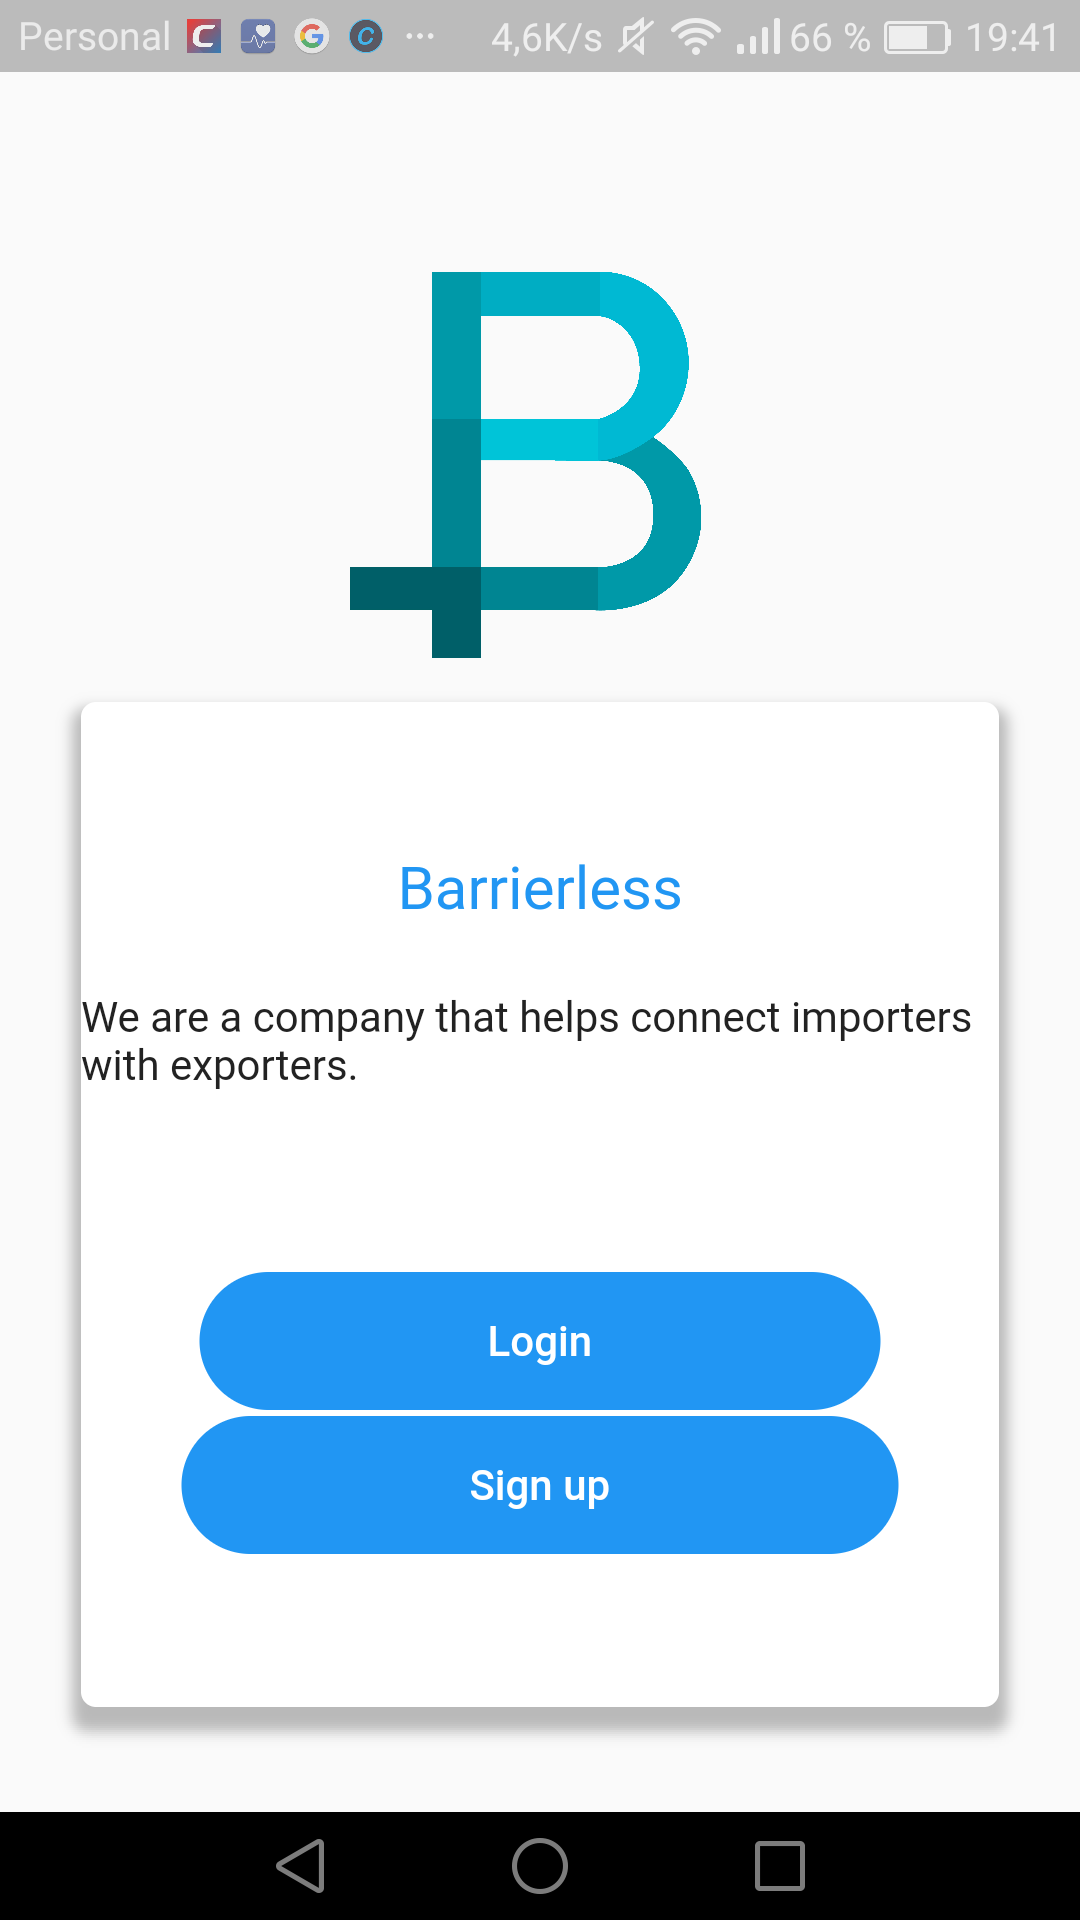 Personal 4,6K/s 66 % 19:41
B
Barrierless
We are a company that helps connect importers
with exporters.
Login
Sign up